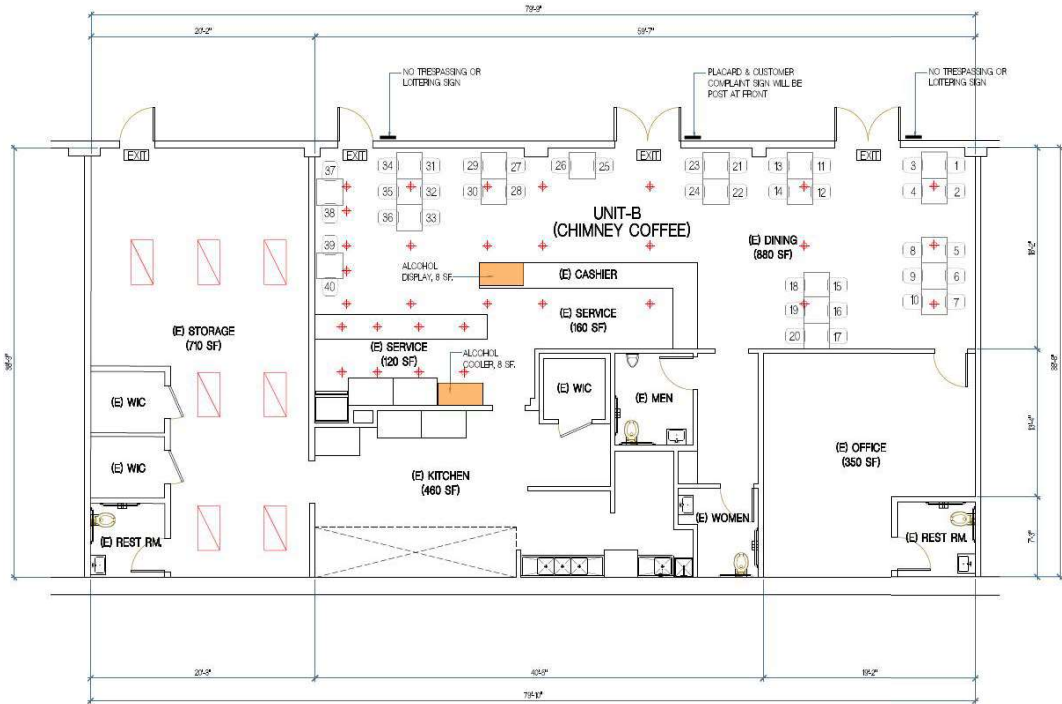 79'-9"
20'-2"
59'-7"
NO TRESPASSING OR
LOITERING SIGN
PLACARD & CUSTOMER
COMPLAINT SIGN WILL BE
POST AT FRONT
NO TRESPASSING OR
LOITERING SIGN
EXIT
EXIT
EXIT
EXIT
37
34
31
29
27
26
25
23
21
13
11
3
1
35
32
30
28
24
22
14
12
4
2
38
36
33
UNIT-B
(CHIMNEY COFFEE)
39
(E) DINING
(880 SF)
8
5
ALCOHOL
DISPLAY, 8 SF.
(E) CASHIER
9
6
40
18
15
10
7
(E) STORAGE
(710 SF)
(E) SERVICE
(160 SF)
19
16
(E) SERVICE
(120 SF)
ALCOHOL
COOLER, 8 SF.
20
17
(E) WIC
(E) WIC
(E) MEN
(E) WIC
(E) KITCHEN
(460 SF)
(E) OFFICE
(350 SF)
(E) REST RM.
(E) WOMEN
(E) REST RM.
13'-4"
7'-3"
40'-8"
19'-2"
79'-10"